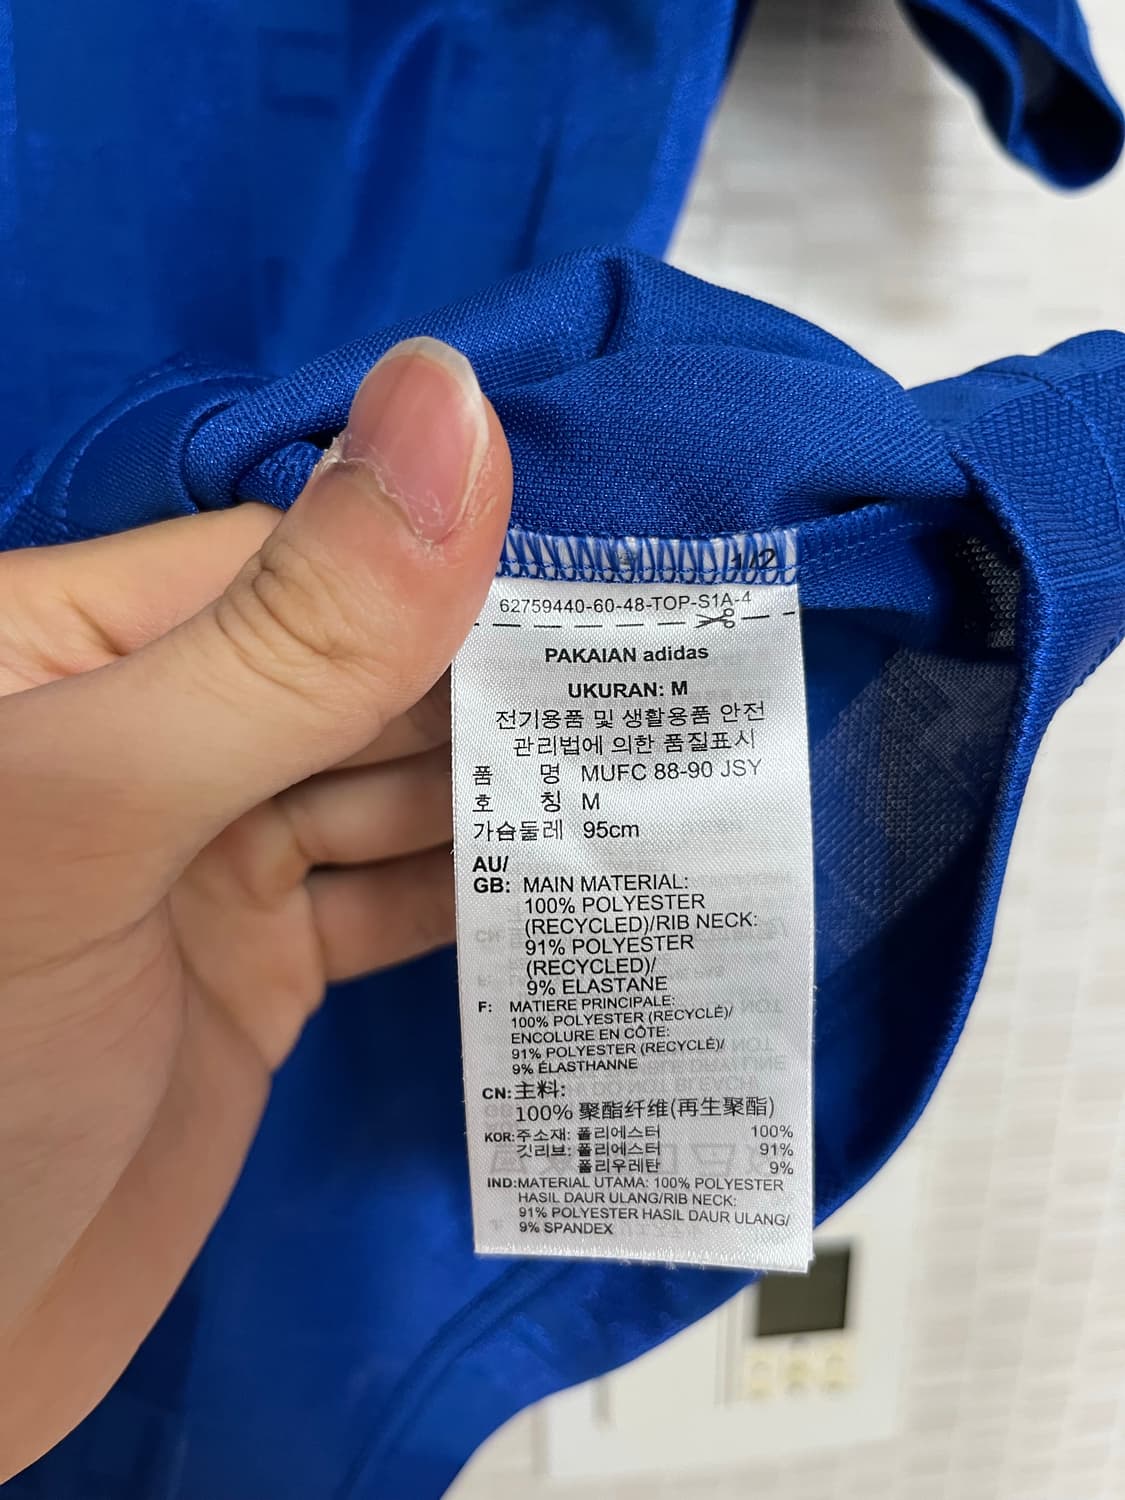 1/2
62759440-60-48-TOP-S1A-4
PAKAIAN adidas
UKURAN: M
전기용품 및 생활용품 안전
관리법에 의한 품질표시
품 명 MUFC 88-90 JSY
호 칭 M
가슴둘레 95cm
AU/
GB: MAIN MATERIAL:
100% POLYESTER
(RECYCLED)/RIB NECK:
91% POLYESTER
(RECYCLED)/
9% ELASTANE
F: MATIERE PRINCIPALE:
100% POLYESTER (RECYCLÉ)/
ENCOLURE EN CÔTE:
91% POLYESTER (RECYCLÉ)/
9% ÉLASTHANNE
CN: 主料:
100% 聚酯纤维(再生聚酯)
KOR: 주소재: 폴리에스터 100%
깃리브: 폴리에스터 91%
폴리우레탄 9%
IND: MATERIAL UTAMA: 100% POLYESTER
HASIL DAUR ULANG/RIB NECK:
91% POLYESTER HASIL DAUR ULANG/
9% SPANDEX